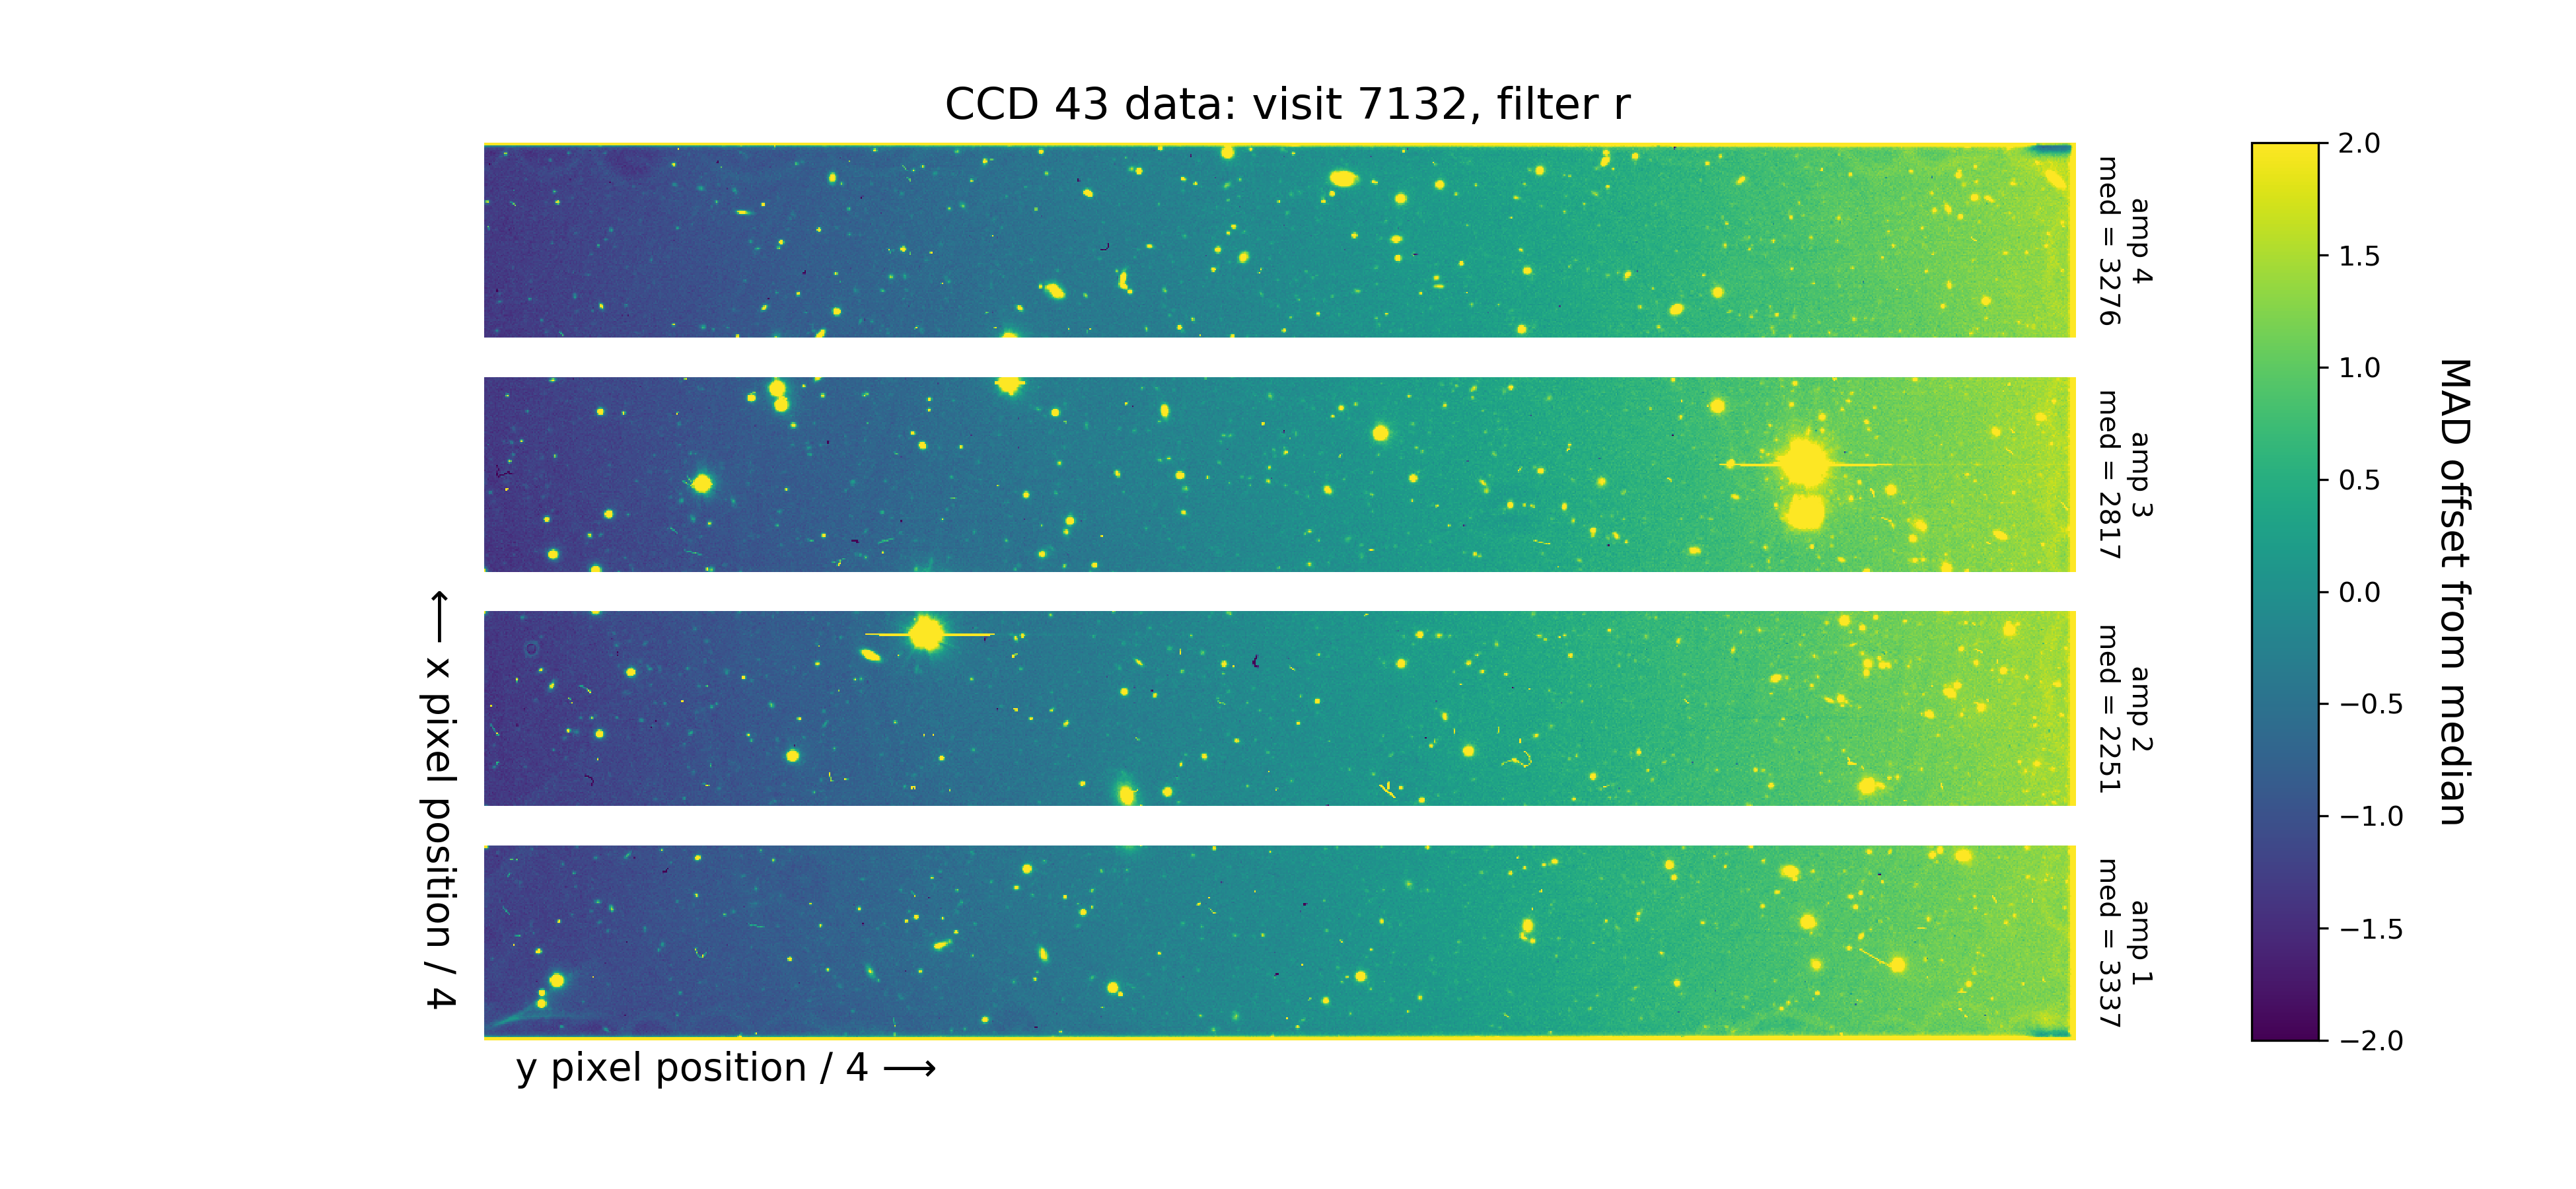 CCD 43 data: visit 7132, filter r
amp 4
med = 3276
amp 3
med = 2817
amp 2
med = 2251
amp 1
med = 3337
⟵ x pixel position / 4
y pixel position / 4 ⟶
2.0
1.5
1.0
0.5
0.0
−0.5
−1.0
−1.5
−2.0
MAD offset from median